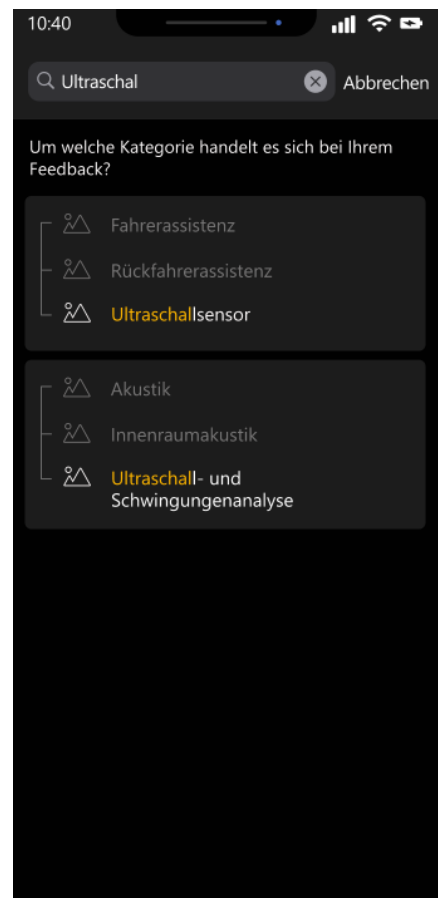 10:40
Ultraschal
Abbrechen
Um welche Kategorie handelt es sich bei Ihrem
Feedback?
Fahrerassistenz
Rückfahrerassistenz
Ultraschallsensor
Akustik
Innenraumakustik
Ultraschall- und
Schwingungenanalyse